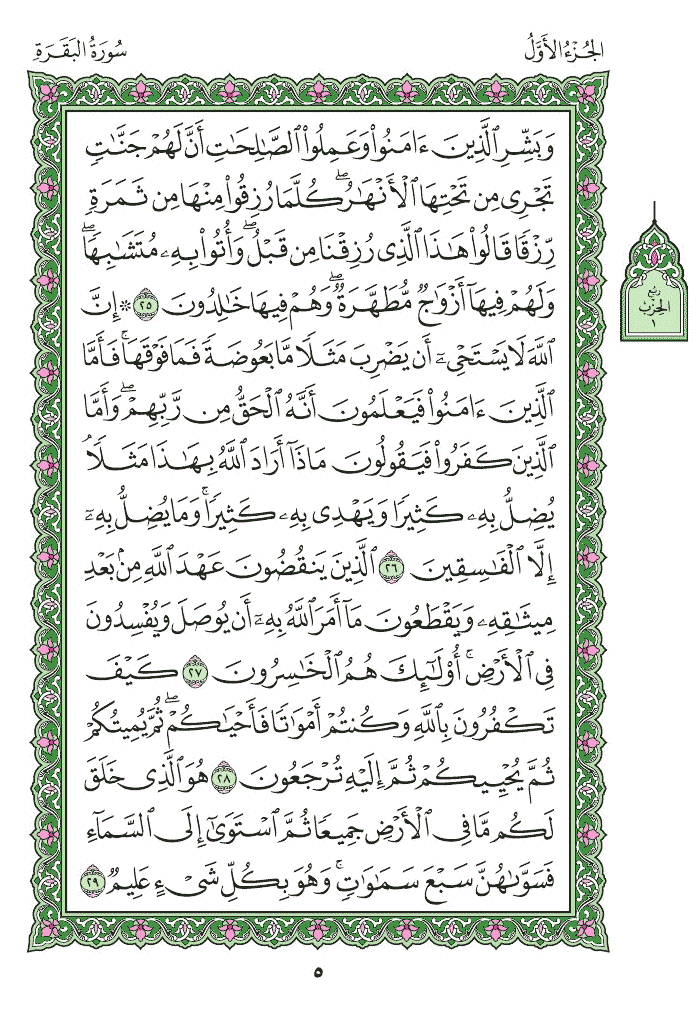 الجُزْءُ الأَوَّلُ
سُورَةُ البَقَرَةِ
وَبَشِّرِ ٱلَّذِينَ ءَامَنُوا۟ وَعَمِلُوا۟ ٱلصَّٰلِحَٰتِ أَنَّ لَهُمْ جَنَّٰتٍ
تَجْرِى مِن تَحْتِهَا ٱلْأَنْهَٰرُ ۖ كُلَّمَا رُزِقُوا۟ مِنْهَا مِن ثَمَرَةٍ
رِّزْقًا قَالُوا۟ هَٰذَا ٱلَّذِى رُزِقْنَا مِن قَبْلُ ۖ وَأُتُوا۟ بِهِۦ مُتَشَٰبِهًا ۖ
وَلَهُمْ فِيهَآ أَزْوَٰجٌ مُّطَهَّرَةٌ ۖ وَهُمْ فِيهَا خَٰلِدُونَ ٢٥ ۞ إِنَّ
ٱللَّهَ لَا يَسْتَحْىِۦٓ أَن يَضْرِبَ مَثَلًا مَّا بَعُوضَةً فَمَا فَوْقَهَا ۚ فَأَمَّا
ٱلَّذِينَ ءَامَنُوا۟ فَيَعْلَمُونَ أَنَّهُ ٱلْحَقُّ مِن رَّبِّهِمْ ۖ وَأَمَّا
ٱلَّذِينَ كَفَرُوا۟ فَيَقُولُونَ مَاذَآ أَرَادَ ٱللَّهُ بِهَٰذَا مَثَلًا ۘ
يُضِلُّ بِهِۦ كَثِيرًا وَيَهْدِى بِهِۦ كَثِيرًا ۚ وَمَا يُضِلُّ بِهِۦٓ
إِلَّا ٱلْفَٰسِقِينَ ٢٦ ٱلَّذِينَ يَنقُضُونَ عَهْدَ ٱللَّهِ مِنۢ بَعْدِ
مِيثَٰقِهِۦ وَيَقْطَعُونَ مَآ أَمَرَ ٱللَّهُ بِهِۦٓ أَن يُوصَلَ وَيُفْسِدُونَ
فِى ٱلْأَرْضِ ۚ أُو۟لَٰٓئِكَ هُمُ ٱلْخَٰسِرُونَ ٢٧ كَيْفَ
تَكْفُرُونَ بِٱللَّهِ وَكُنتُمْ أَمْوَٰتًا فَأَحْيَٰكُمْ ۖ ثُمَّ يُمِيتُكُمْ
ثُمَّ يُحْيِيكُمْ ثُمَّ إِلَيْهِ تُرْجَعُونَ ٢٨ هُوَ ٱلَّذِى خَلَقَ
لَكُم مَّا فِى ٱلْأَرْضِ جَمِيعًا ثُمَّ ٱسْتَوَىٰٓ إِلَى ٱلسَّمَآءِ
فَسَوَّىٰهُنَّ سَبْعَ سَمَٰوَٰتٍ ۚ وَهُوَ بِكُلِّ شَىْءٍ عَلِيمٌ ٢٩
ربع
الحزب
١
٥